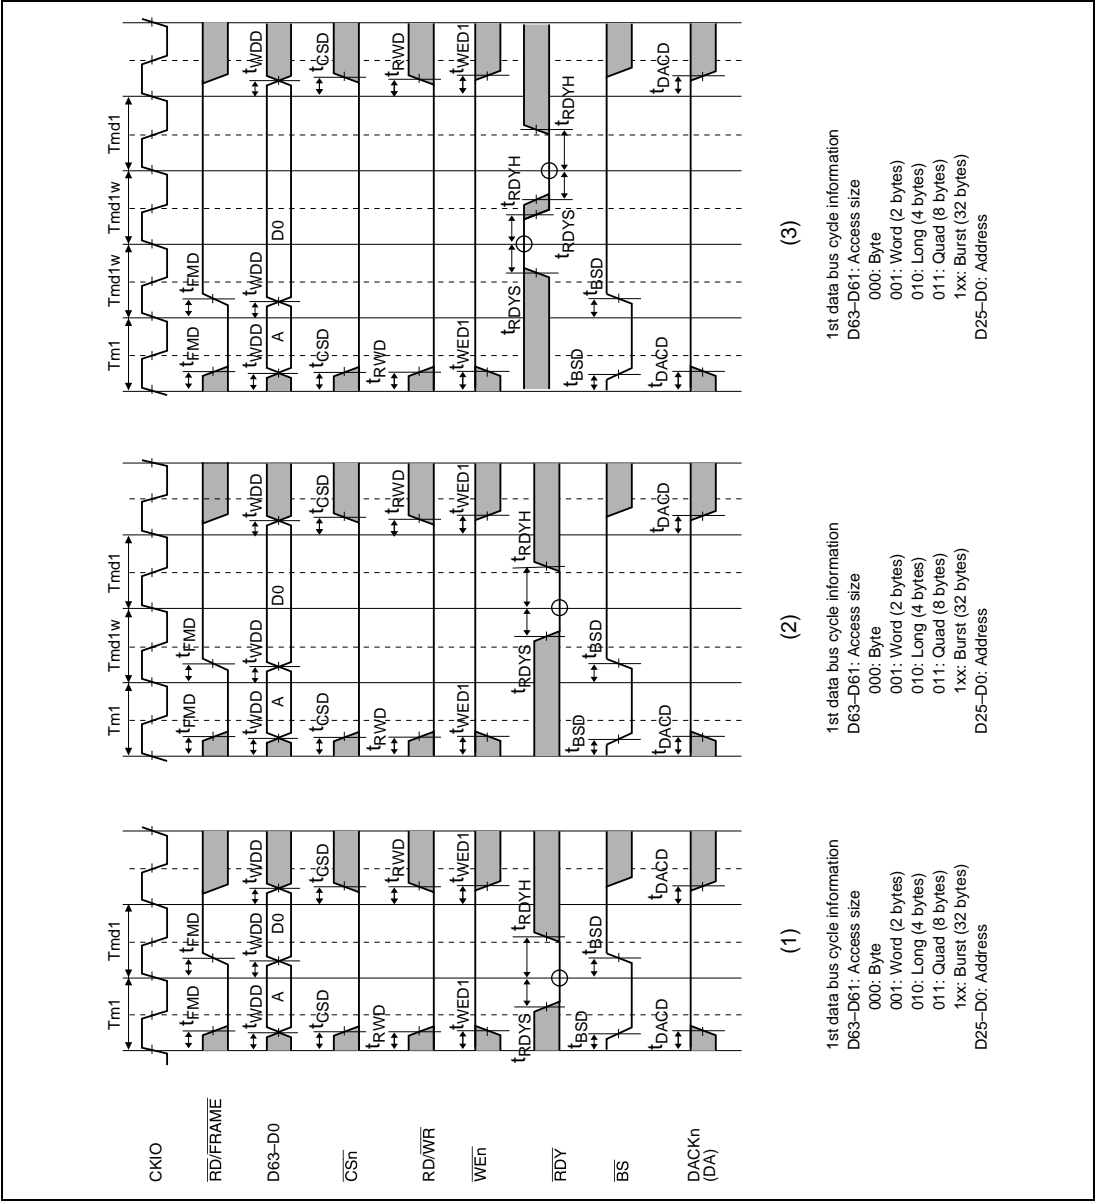 CKIO
RD/FRAME
D63–D0
CSn
RD/WR
WEn
RDY
BS
DACKn
(DA)
Tm1
Tmd1
tFMD
tFMD
tWDD
tWDD
tWDD
A
D0
tCSD
tCSD
tRWD
tRWD
tWED1
tWED1
tRDYS
tRDYH
tBSD
tBSD
tDACD
tDACD
(1)
1st data bus cycle information
D63–D61: Access size
000: Byte
001: Word (2 bytes)
010: Long (4 bytes)
011: Quad (8 bytes)
1xx: Burst (32 bytes)
D25–D0: Address
Tm1
Tmd1w
Tmd1
tFMD
tFMD
tWDD
tWDD
tWDD
A
D0
tCSD
tCSD
tRWD
tRWD
tWED1
tWED1
tRDYS
tRDYH
tBSD
tBSD
tDACD
tDACD
(2)
1st data bus cycle information
D63–D61: Access size
000: Byte
001: Word (2 bytes)
010: Long (4 bytes)
011: Quad (8 bytes)
1xx: Burst (32 bytes)
D25–D0: Address
Tm1
Tmd1w
Tmd1w
Tmd1
tFMD
tFMD
tWDD
tWDD
tWDD
A
D0
tCSD
tCSD
tRWD
tRWD
tWED1
tWED1
tRDYS
tRDYH
tRDYS
tRDYH
tBSD
tBSD
tDACD
tDACD
(3)
1st data bus cycle information
D63–D61: Access size
000: Byte
001: Word (2 bytes)
010: Long (4 bytes)
011: Quad (8 bytes)
1xx: Burst (32 bytes)
D25–D0: Address